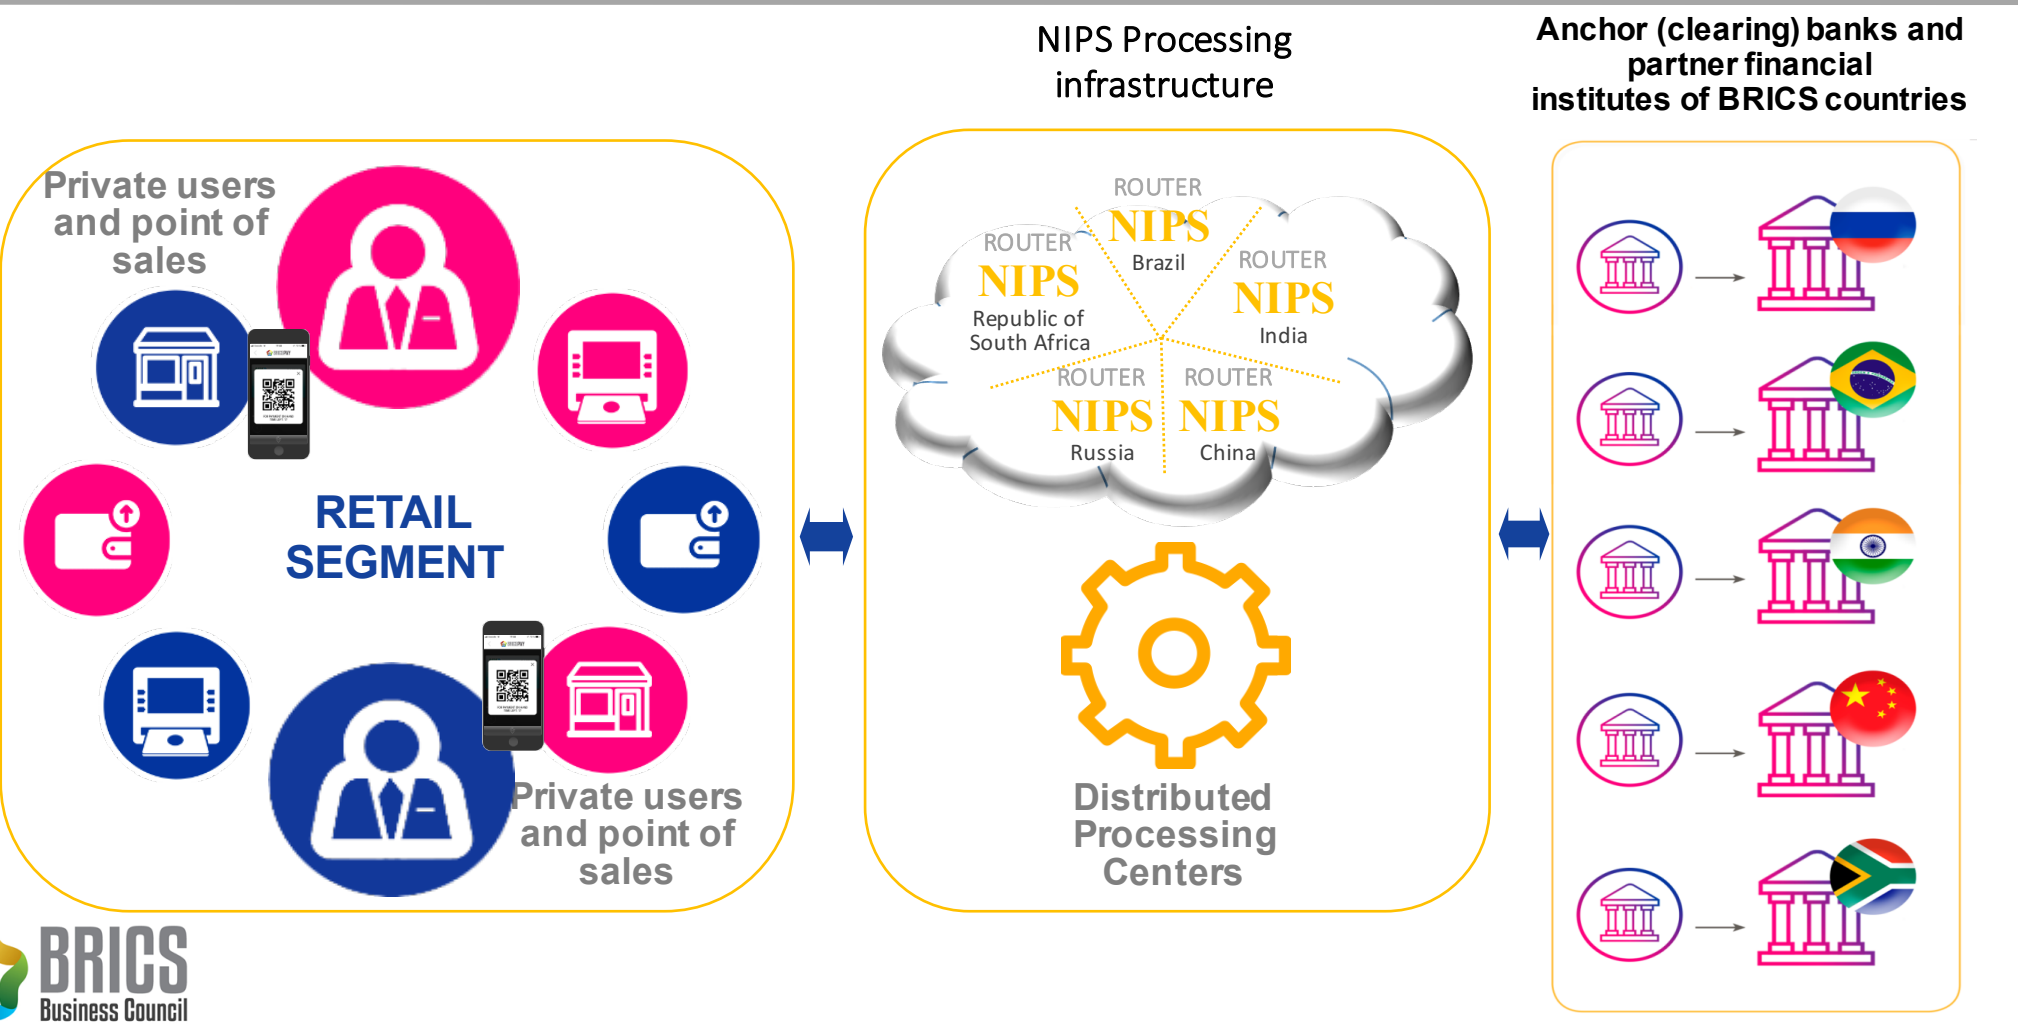 NIPS Processing
infrastructure
Anchor (clearing) banks and
partner financial
institutes of BRICS countries
Private users
and point of
sales
RETAIL
SEGMENT
Private users
and point of
sales
ROUTER
NIPS
Brazil
ROUTER
NIPS
Republic of
South Africa
ROUTER
NIPS
India
ROUTER
NIPS
Russia
ROUTER
NIPS
China
Distributed
Processing
Centers
BRICS
Business Council